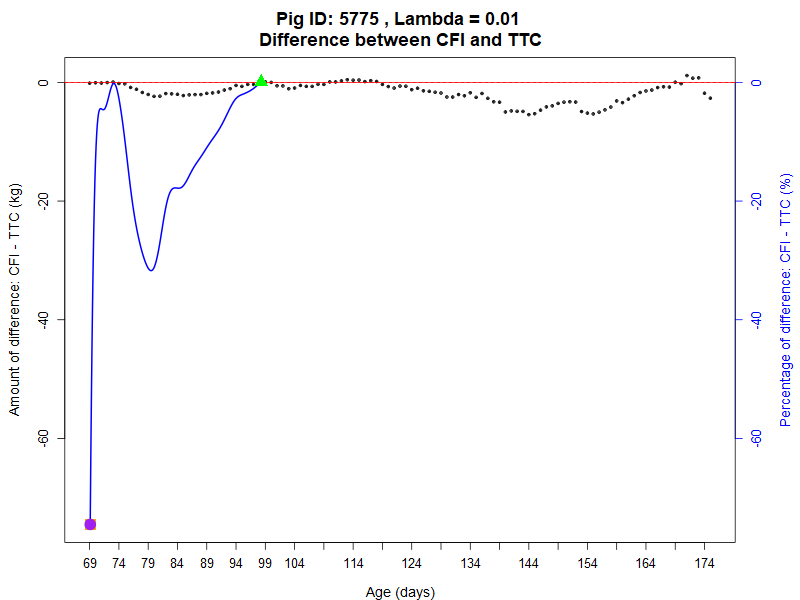 Pig ID: 5775 , Lambda = 0.01
Difference between CFI and TTC
Amount of difference: CFI - TTC (kg)
0
-20
-40
-60
0
-20
-40
-60
Percentage of difference: CFI - TTC (%)
69 74 79 84 89 94 99 104 114 124 134 144 154 164 174
Age (days)